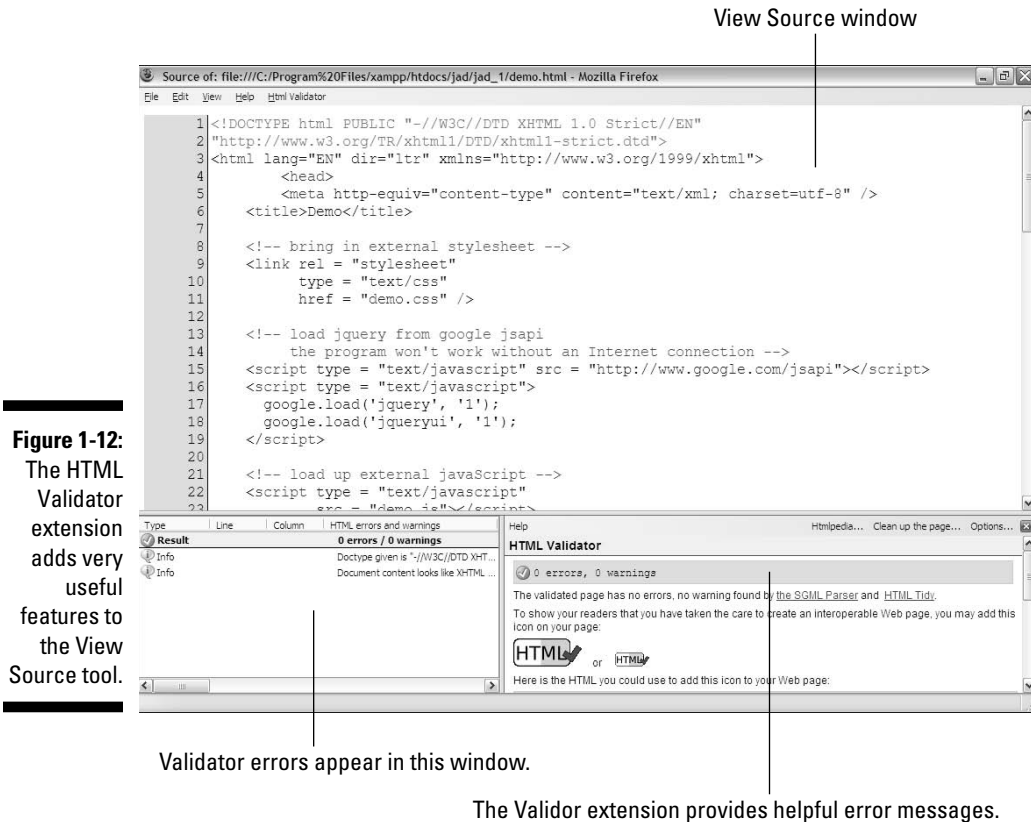 View Source window
Source of: file:///C:/Program%20Files/xampp/htdocs/jad/jad_1/demo.html - Mozilla Firefox
File Edit View Help Html Validator
1 <!DOCTYPE html PUBLIC "-//W3C//DTD XHTML 1.0 Strict//EN"
2 "http://www.w3.org/TR/xhtml1/DTD/xhtml1-strict.dtd">
3 <html lang="EN" dir="ltr" xmlns="http://www.w3.org/1999/xhtml">
4 <head>
5 <meta http-equiv="content-type" content="text/xml; charset=utf-8" />
6 <title>Demo</title>
7
8 <!-- bring in external stylesheet -->
9 <link rel = "stylesheet"
10 type = "text/css"
11 href = "demo.css" />
12
13 <!-- load jquery from google jsapi
14 the program won't work without an Internet connection -->
15 <script type = "text/javascript" src = "http://www.google.com/jsapi"></script>
16 <script type = "text/javascript">
17 google.load('jquery', '1');
18 google.load('jqueryui', '1');
19 </script>
20
21 <!-- load up external javaScript -->
22 <script type = "text/javascript"
23 src = "demo.js"></script>
Type Line Column HTML errors and warnings
Result 0 errors / 0 warnings
Info Doctype given is "-//W3C//DTD XHT...
Info Document content looks like XHTML ...
Help Htmlpedia... Clean up the page... Options...
HTML Validator
0 errors, 0 warnings
The validated page has no errors, no warning found by the SGML Parser and HTML Tidy.
To show your readers that you have taken the care to create an interoperable Web page, you may add this
icon on your page:
HTML or HTML
Here is the HTML you could use to add this icon to your Web page:
Figure 1-12:
The HTML
Validator
extension
adds very
useful
features to
the View
Source tool.
Validator errors appear in this window.
The Validor extension provides helpful error messages.